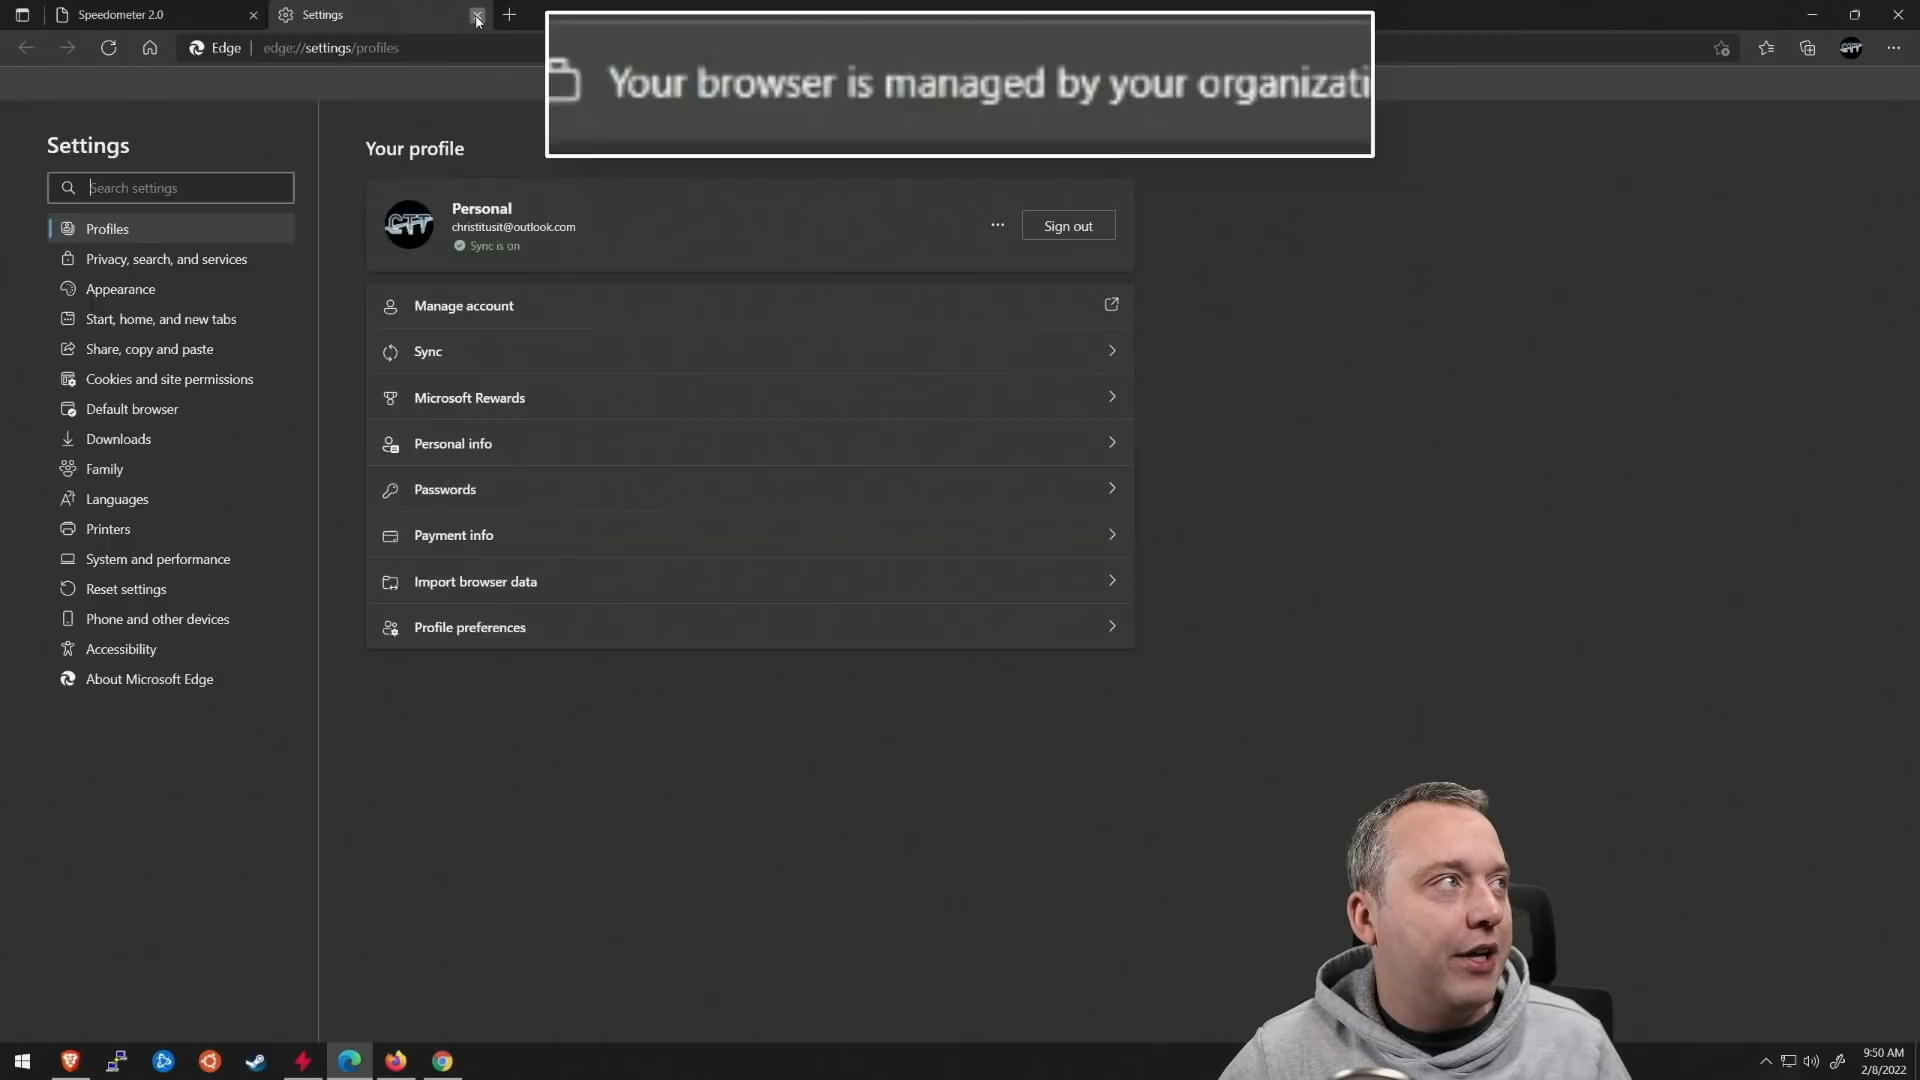 Speedometer 2.0
Settings
Edge
edge://settings/profiles
Your browser is managed by your organizati
Settings
Search settings
Profiles
Privacy, search, and services
Appearance
Start, home, and new tabs
Share, copy and paste
Cookies and site permissions
Default browser
Downloads
Family
Languages
Printers
System and performance
Reset settings
Phone and other devices
Accessibility
About Microsoft Edge
Your profile
CTT
Personal
christitusit@outlook.com
Sync is on
Sign out
Manage account
Sync
Microsoft Rewards
Personal info
Passwords
Payment info
Import browser data
Profile preferences
9:50 AM
2/8/2022